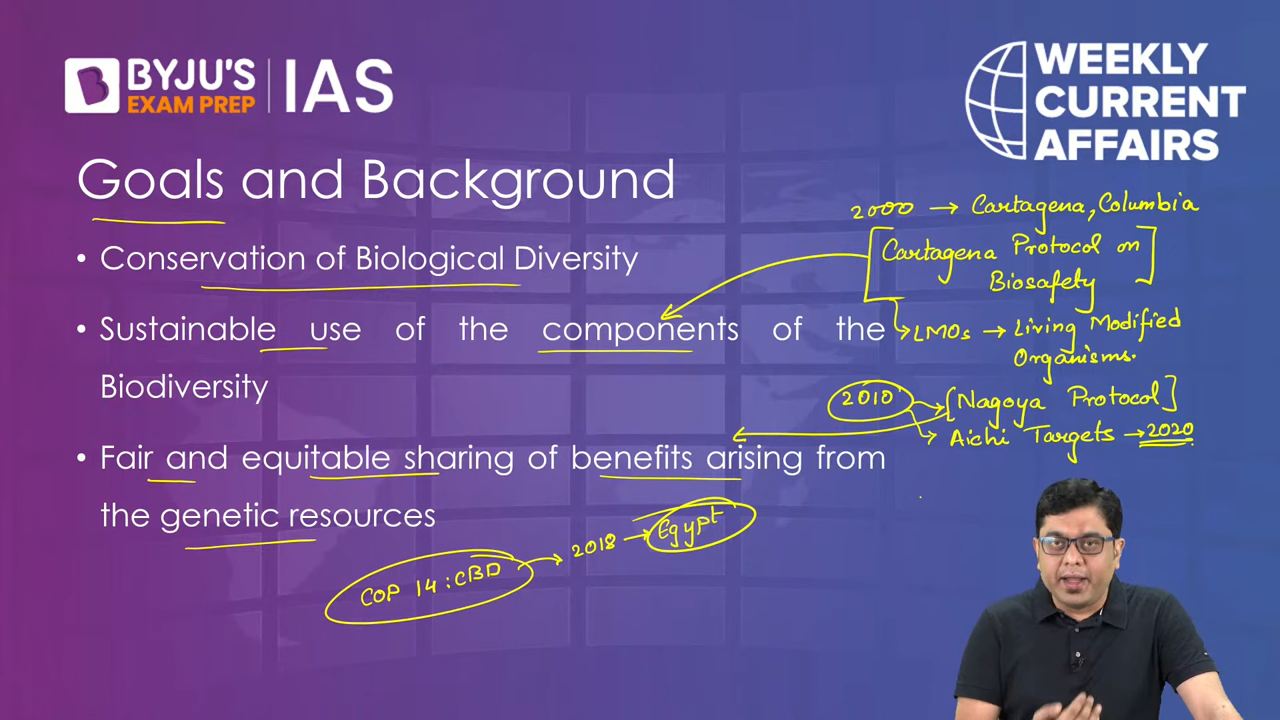 BYJU'S
EXAM PREP
IAS
WEEKLY
CURRENT
AFFAIRS
Goals and Background
• Conservation of Biological Diversity
• Sustainable use of the components of the
Biodiversity
• Fair and equitable sharing of benefits arising from
the genetic resources
2000 → Cartagena, Columbia
[Cartagena Protocol on
Biosafety]
→ LMOs → Living Modified
Organisms.
2010 → [Nagoya Protocol]
→ Aichi Targets → 2020
COP 14 : CBD → 2018 → Egypt